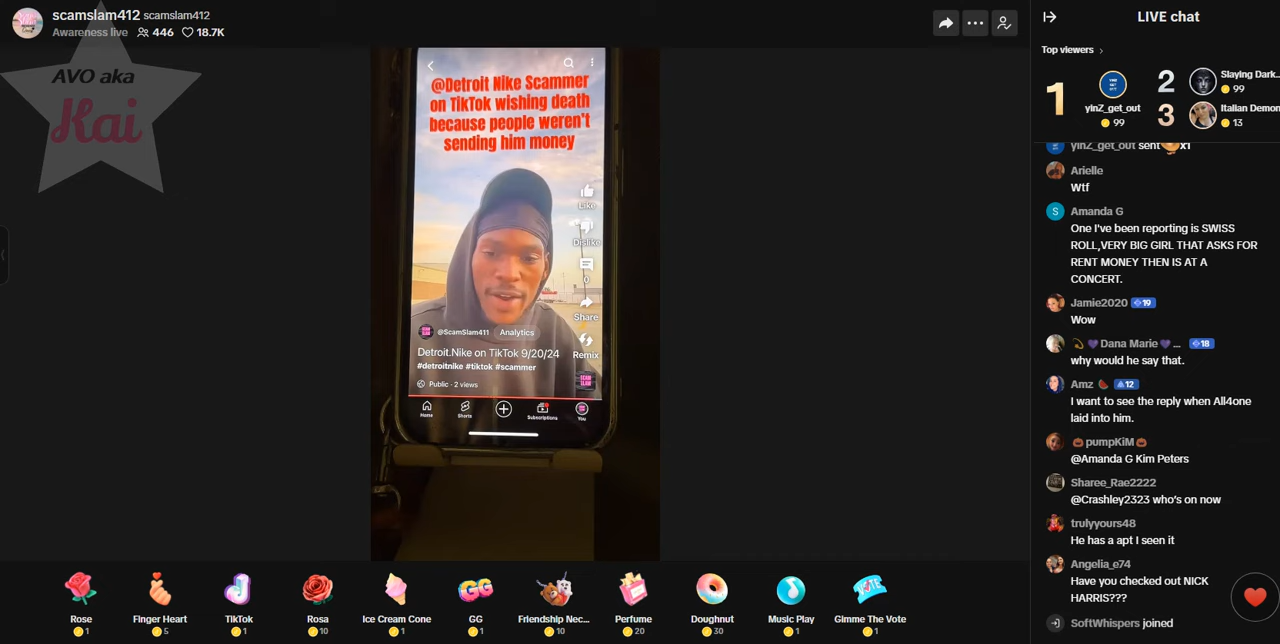 scamslam412 scamslam412
Awareness live 446 18.7K
AVO aka
Kai
@Detroit Nike Scammer
on TikTok wishing death
because people weren't
sending him money
Like
Dislike
0
Share
Remix
@ScamSlam411 Analytics
Detroit.Nike on TikTok 9/20/24
#detroitnike #tiktok #scammer
Public · 2 views
SCAM
SLAM
Home
Shorts
Subscriptions
You
Rose
1
Finger Heart
5
TikTok
1
Rosa
10
Ice Cream Cone
1
GG
GG
1
Friendship Nec...
10
Perfume
20
Doughnut
30
Music Play
1
VOTE
Gimme The Vote
1
LIVE chat
Top viewers
1
yinZ_get_out
99
2
Slaying Dark...
99
3
Italian Demon
13
yinZ_get_out sent x1
Arielle
Wtf
S
Amanda G
One I've been reporting is SWISS
ROLL,VERY BIG GIRL THAT ASKS FOR
RENT MONEY THEN IS AT A
CONCERT.
Jamie2020 19
Wow
Dana Marie ... 18
why would he say that.
Amz 12
I want to see the reply when All4one
laid into him.
pumpKiM
@Amanda G Kim Peters
Sharee_Rae2222
@Crashley2323 who's on now
trulyyours48
He has a apt I seen it
Angelia_e74
Have you checked out NICK
HARRIS???
SoftWhispers joined